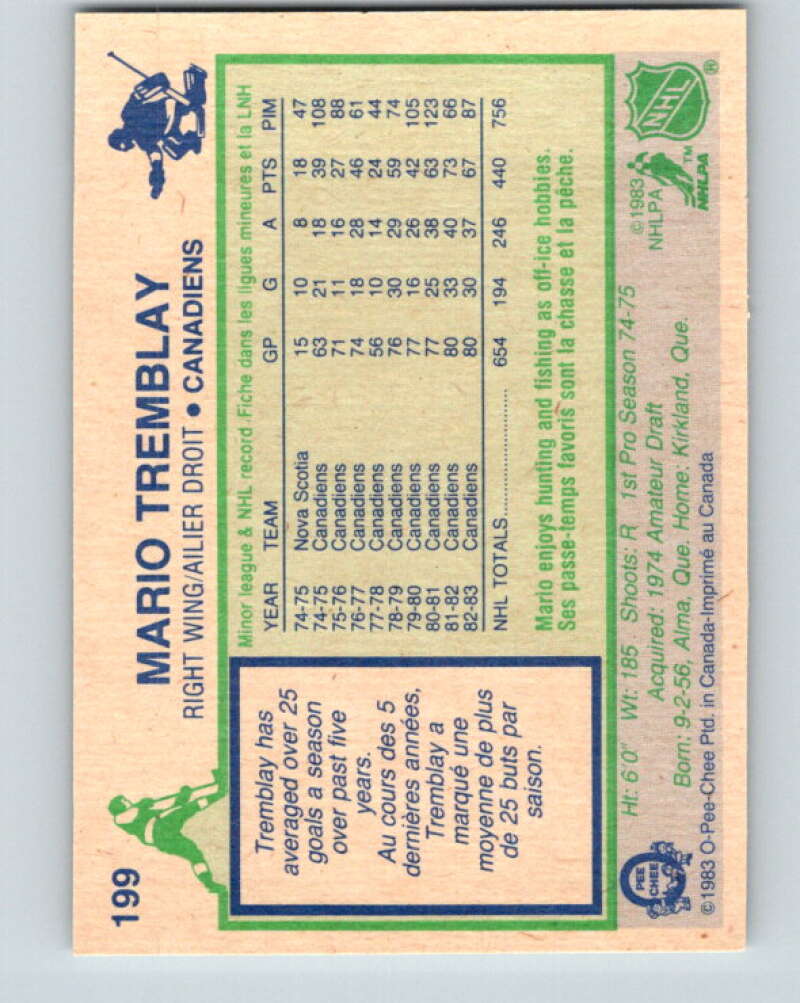 199
MARIO TREMBLAY
RIGHT WING/AILIER DROIT ● CANADIENS
Tremblay has
averaged over 25
goals a season
over past five
years.
Au cours des 5
dernières années,
Tremblay a
marqué une
moyenne de plus
de 25 buts par
saison.
Minor league & NHL record. Fiche dans les ligues mineures et la LNH
YEAR TEAM GP G A PTS PIM
74-75 Nova Scotia 15 10 8 18 47
74-75 Canadiens 63 21 18 39 108
75-76 Canadiens 71 11 16 27 88
76-77 Canadiens 74 18 28 46 61
77-78 Canadiens 56 10 14 24 44
78-79 Canadiens 76 30 29 59 74
79-80 Canadiens 77 16 26 42 105
80-81 Canadiens 77 25 38 63 123
81-82 Canadiens 80 33 40 73 66
82-83 Canadiens 80 30 37 67 87
NHL TOTALS.................... 654 194 246 440 756
Mario enjoys hunting and fishing as off-ice hobbies.
Ses passe-temps favoris sont la chasse et la pêche.
Ht: 6'0" Wt: 185 Shoots: R 1st Pro Season 74-75
Acquired: 1974 Amateur Draft
Born: 9-2-56, Alma, Que. Home: Kirkland, Que.
©1983 O-Pee-Chee Ptd. in Canada-Imprimé au Canada
PEE
CHEE
©1983
NHLPA
NHLPA™
NHL®